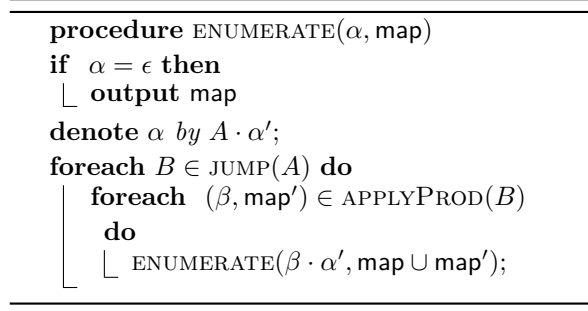 procedure ENUMERATE(α, map)
if α = ϵ then
output map
denote α by A · α′;
foreach B ∈ JUMP(A) do
foreach (β, map′) ∈ APPLYPROD(B)
do
ENUMERATE(β · α′, map ∪ map′);